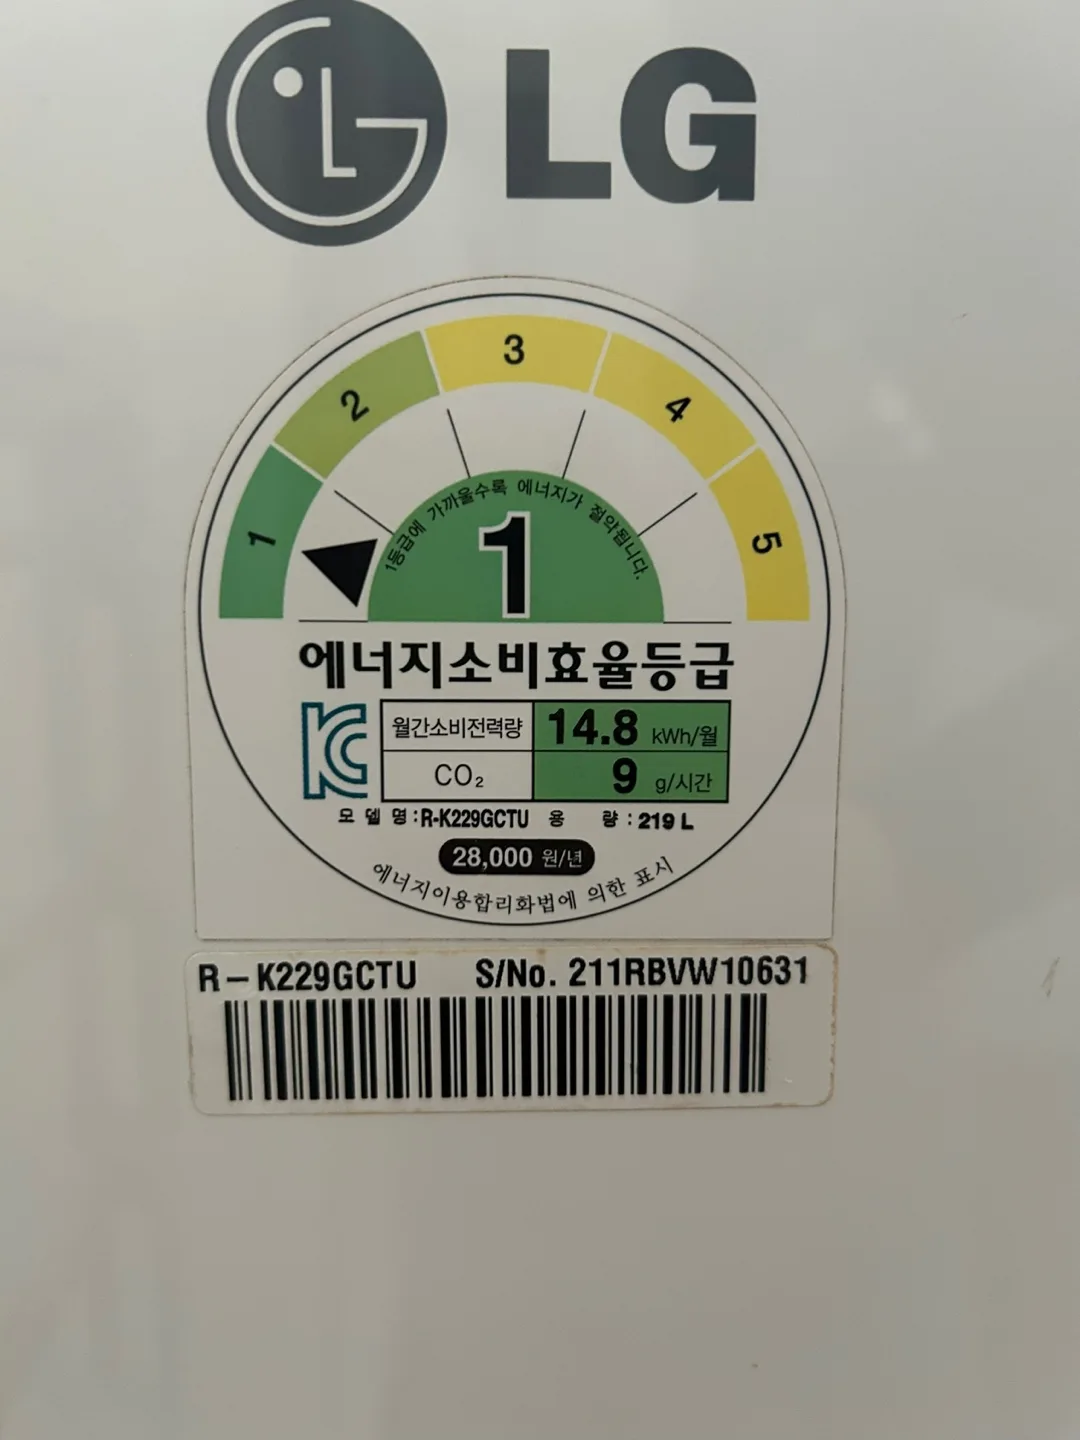 LG
3
2
4
1
5
1등급에 가까울수록 에너지가 절약됩니다.
1
에너지소비효율등급
월간소비전력량 14.8 kWh/월
CO₂ 9 g/시간
모 델 명:R-K229GCTU 용 량:219 L
28,000 원/년
에너지이용합리화법에 의한 표시
R-K229GCTU S/No. 211RBVW10631